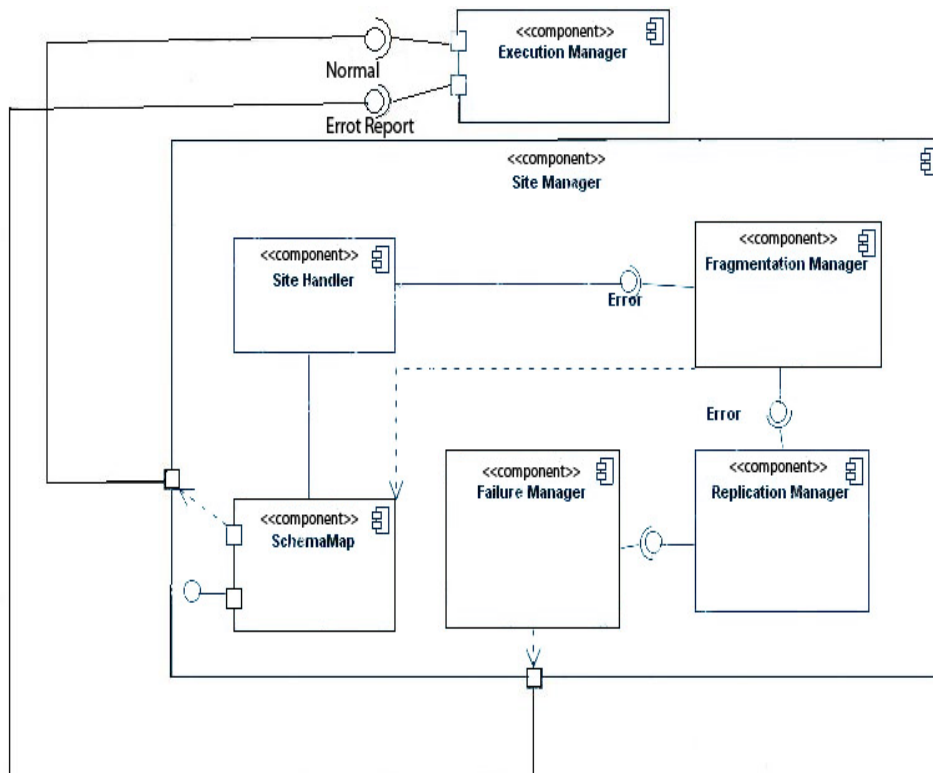 <<component>>
Execution Manager
Normal
Errot Report
<<component>>
Site Manager
<<component>>
Site Handler
<<component>>
Fragmentation Manager
Error
Error
<<component>>
Failure Manager
<<component>>
Replication Manager
<<component>>
SchemaMap